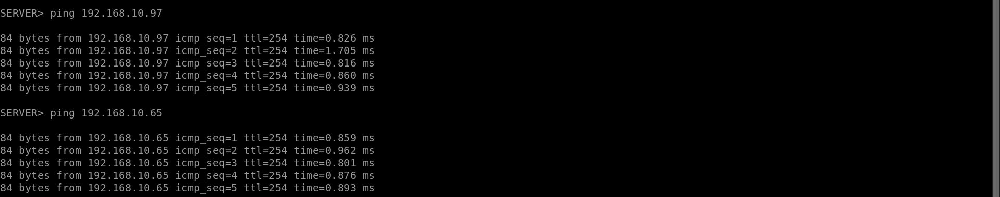 SERVER> ping 192.168.10.97
84 bytes from 192.168.10.97 icmp_seq=1 ttl=254 time=0.826 ms
84 bytes from 192.168.10.97 icmp_seq=2 ttl=254 time=1.705 ms
84 bytes from 192.168.10.97 icmp_seq=3 ttl=254 time=0.816 ms
84 bytes from 192.168.10.97 icmp_seq=4 ttl=254 time=0.860 ms
84 bytes from 192.168.10.97 icmp_seq=5 ttl=254 time=0.939 ms
SERVER> ping 192.168.10.65
84 bytes from 192.168.10.65 icmp_seq=1 ttl=254 time=0.859 ms
84 bytes from 192.168.10.65 icmp_seq=2 ttl=254 time=0.962 ms
84 bytes from 192.168.10.65 icmp_seq=3 ttl=254 time=0.801 ms
84 bytes from 192.168.10.65 icmp_seq=4 ttl=254 time=0.876 ms
84 bytes from 192.168.10.65 icmp_seq=5 ttl=254 time=0.893 ms